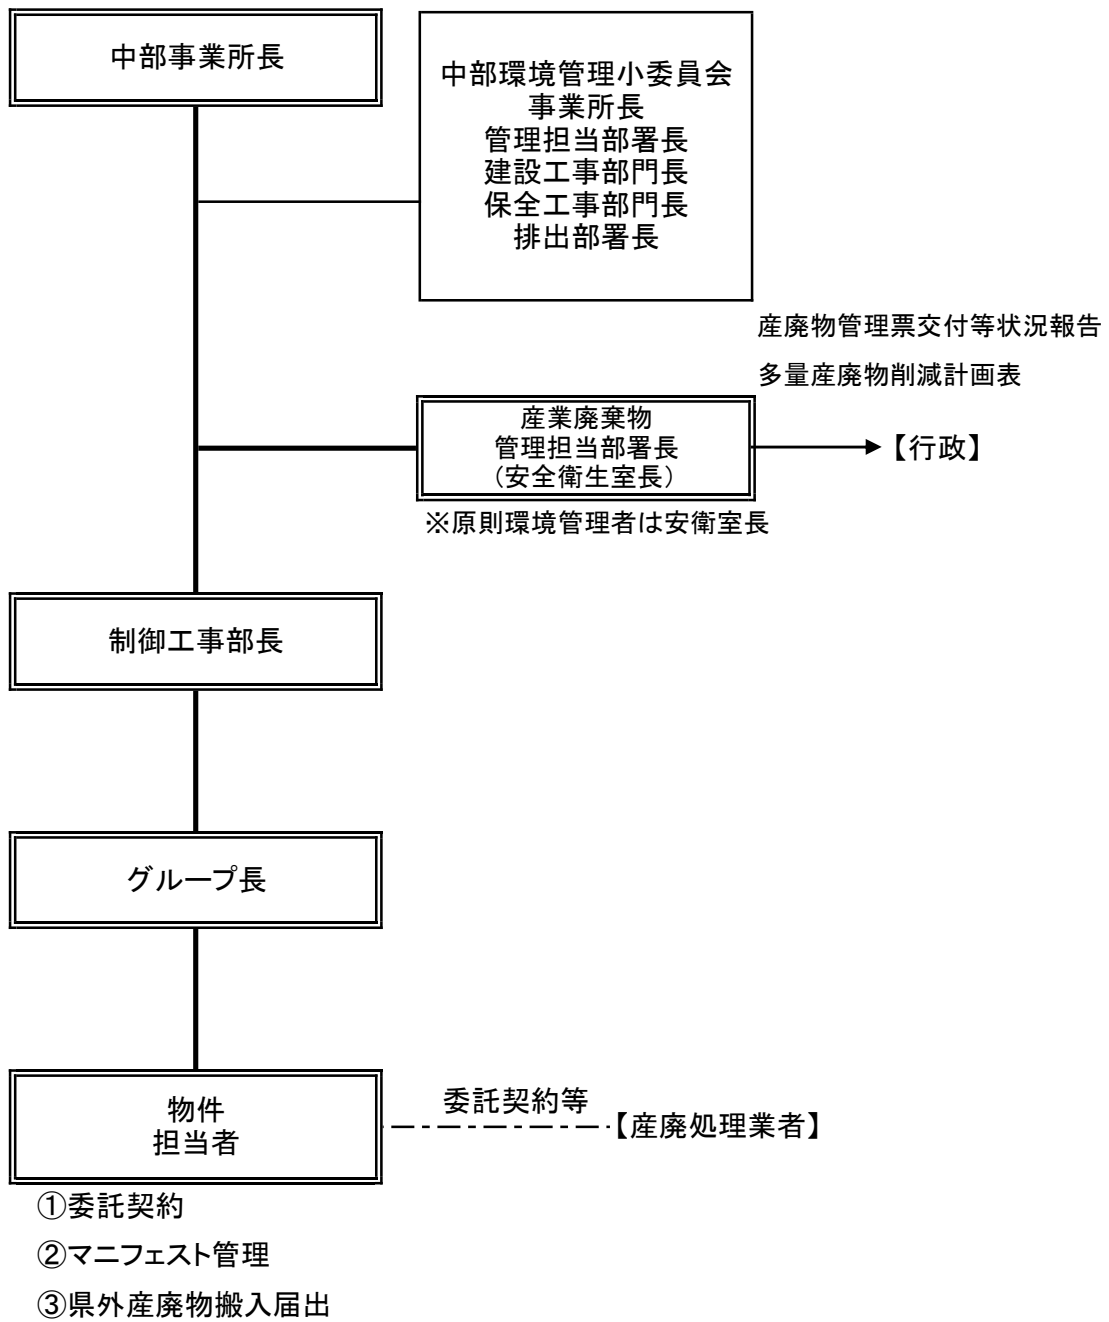 中部事業所長
中部環境管理小委員会
事業所長
管理担当部署長
建設工事部門長
保全工事部門長
排出部署長
産廃物管理票交付等状況報告
多量産廃物削減計画表
産業廃棄物
管理担当部署長
(安全衛生室長)
【行政】
※原則環境管理者は安衛室長
制御工事部長
グループ長
物件
担当者
委託契約等
【産廃処理業者】
①委託契約
②マニフェスト管理
③県外産廃物搬入届出